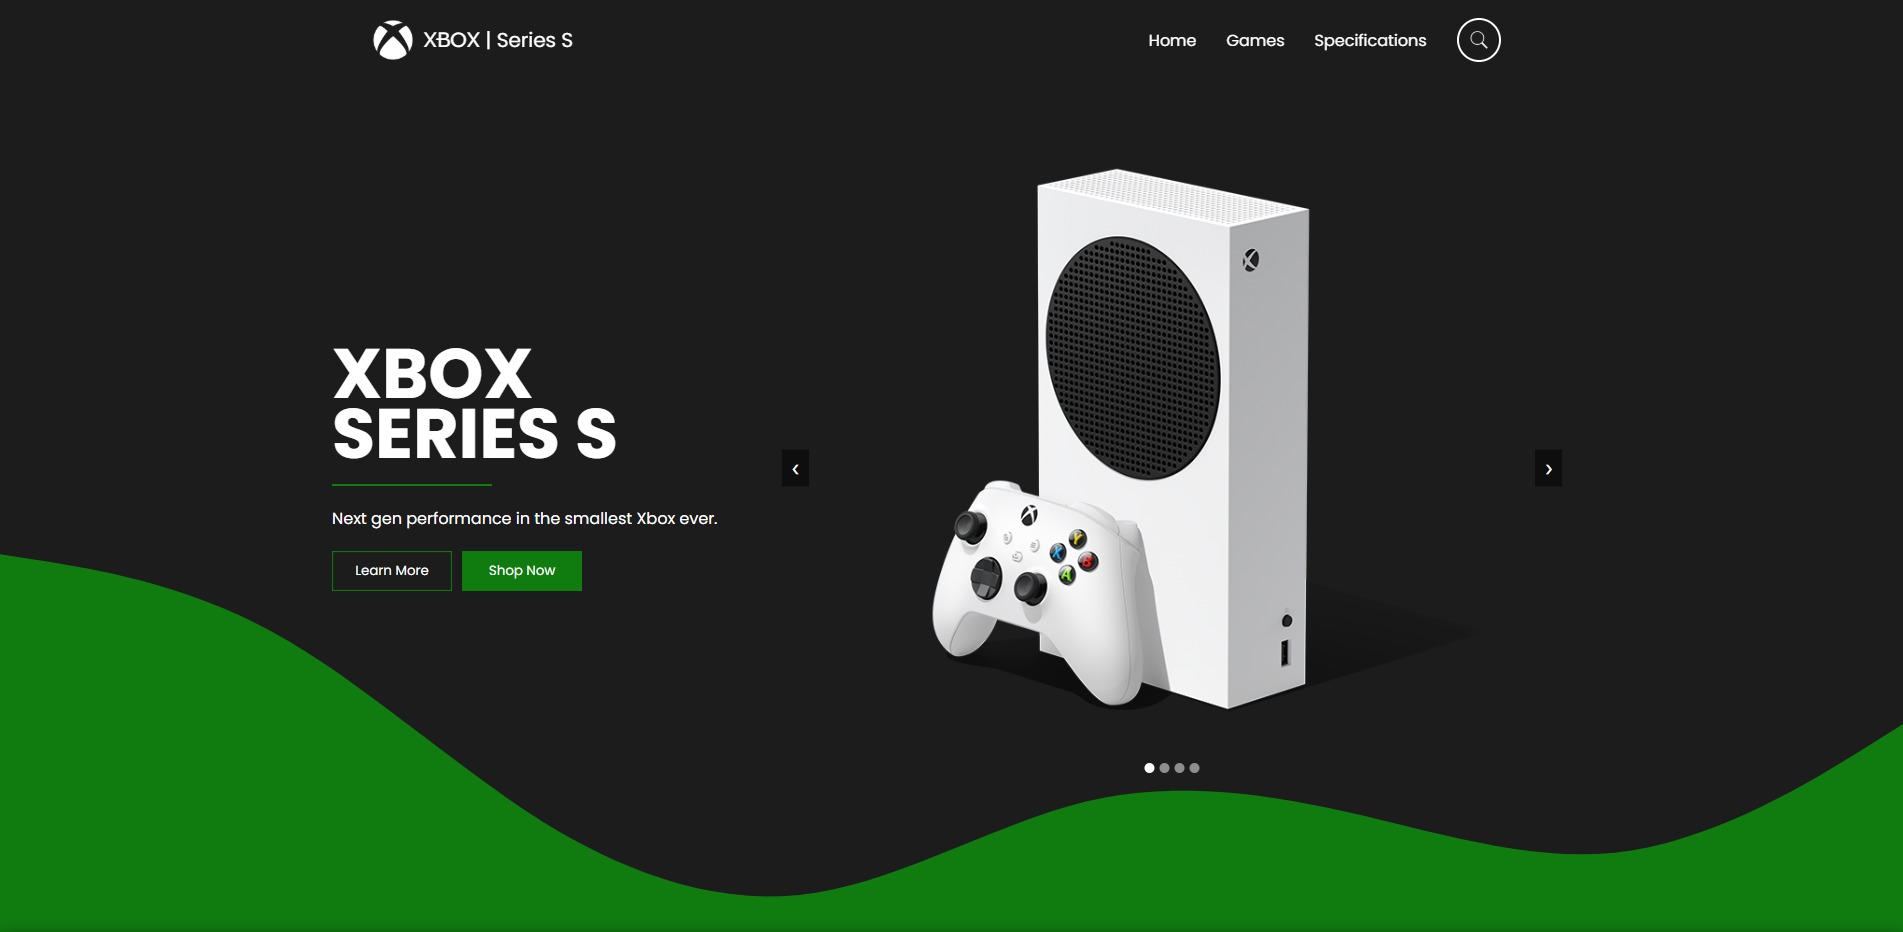 XBOX | Series S
Home
Games
Specifications
XBOX
SERIES S
Next gen performance in the smallest Xbox ever.
Learn More
Shop Now
‹
›
Y
X
B
A